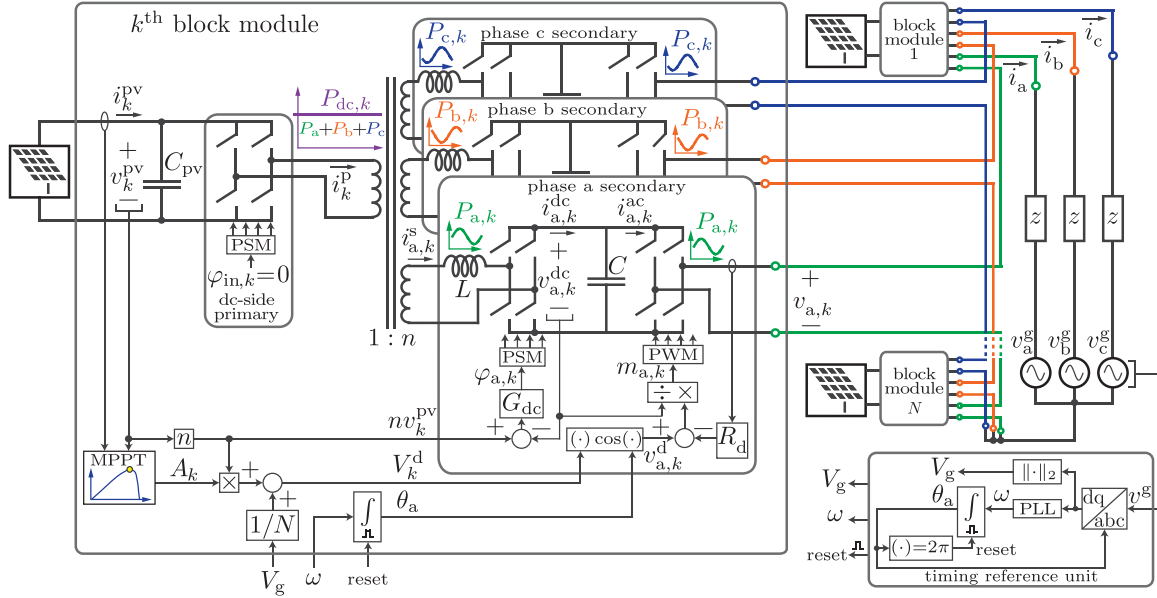 kᵗʰ block module
i_k^pv
+
v_k^pv
−
C_pv
PSM
φ_in,k=0
dc-side
primary
P_dc,k
P_a+P_b+P_c
i_k^p
1 : n
phase c secondary
P_c,k
P_c,k
phase b secondary
P_b,k
P_b,k
phase a secondary
P_a,k
i_a,k^s
L
i_a,k^dc
+
v_a,k^dc
−
C
i_a,k^ac
P_a,k
PSM
φ_a,k
G_dc
PWM
m_a,k
÷ ×
+
−
(·) cos(·)
+
−
v_a,k^d
R_d
+
v_a,k
−
n
nv_k^pv
MPPT
A_k
×
+
+
V_k^d
1/N
V_g
ω
∫
θ_a
reset
block
module
1
i_c
i_b
i_a
z
z
z
v_a^g
v_b^g
v_c^g
block
module
N
V_g
ω
reset
V_g
‖·‖₂
θ_a
∫
ω
PLL
dq
abc
v^g
(·)=2π
reset
timing reference unit